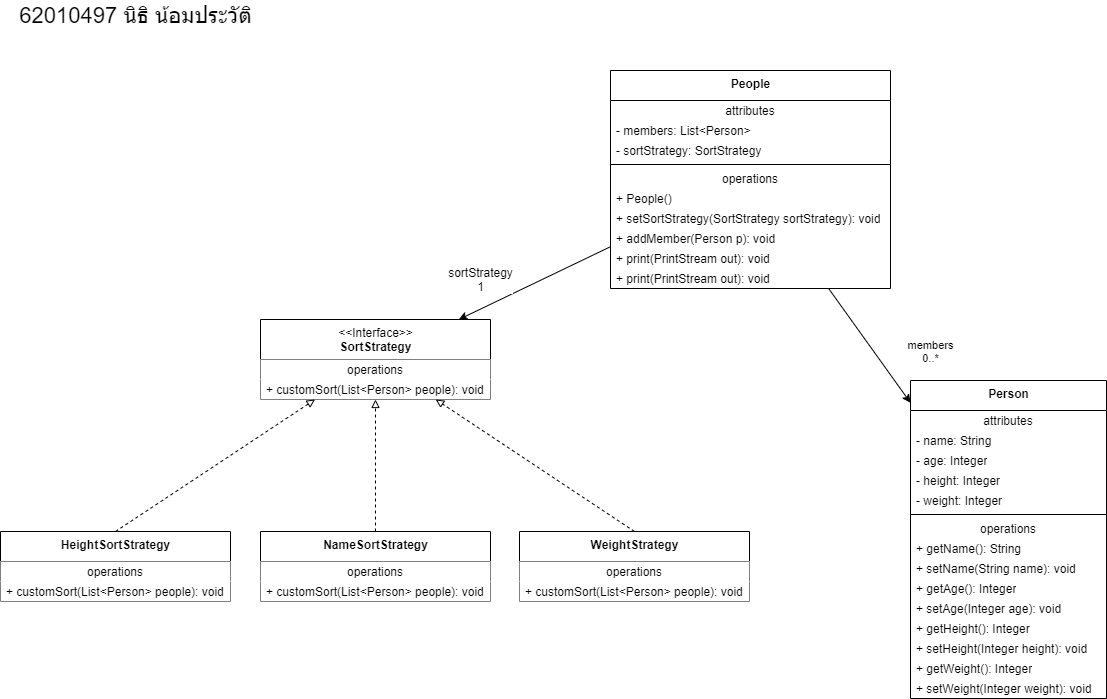 62010497 นิธิ น้อมประวัติ
People
attributes
- members: List<Person>
- sortStrategy: SortStrategy
operations
+ People()
+ setSortStrategy(SortStrategy sortStrategy): void
+ addMember(Person p): void
+ print(PrintStream out): void
+ print(PrintStream out): void
sortStrategy
1
<<Interface>>
SortStrategy
operations
+ customSort(List<Person> people): void
members
0..*
Person
attributes
- name: String
- age: Integer
- height: Integer
- weight: Integer
operations
+ getName(): String
+ setName(String name): void
+ getAge(): Integer
+ setAge(Integer age): void
+ getHeight(): Integer
+ setHeight(Integer height): void
+ getWeight(): Integer
+ setWeight(Integer weight): void
HeightSortStrategy
operations
+ customSort(List<Person> people): void
NameSortStrategy
operations
+ customSort(List<Person> people): void
WeightStrategy
operations
+ customSort(List<Person> people): void